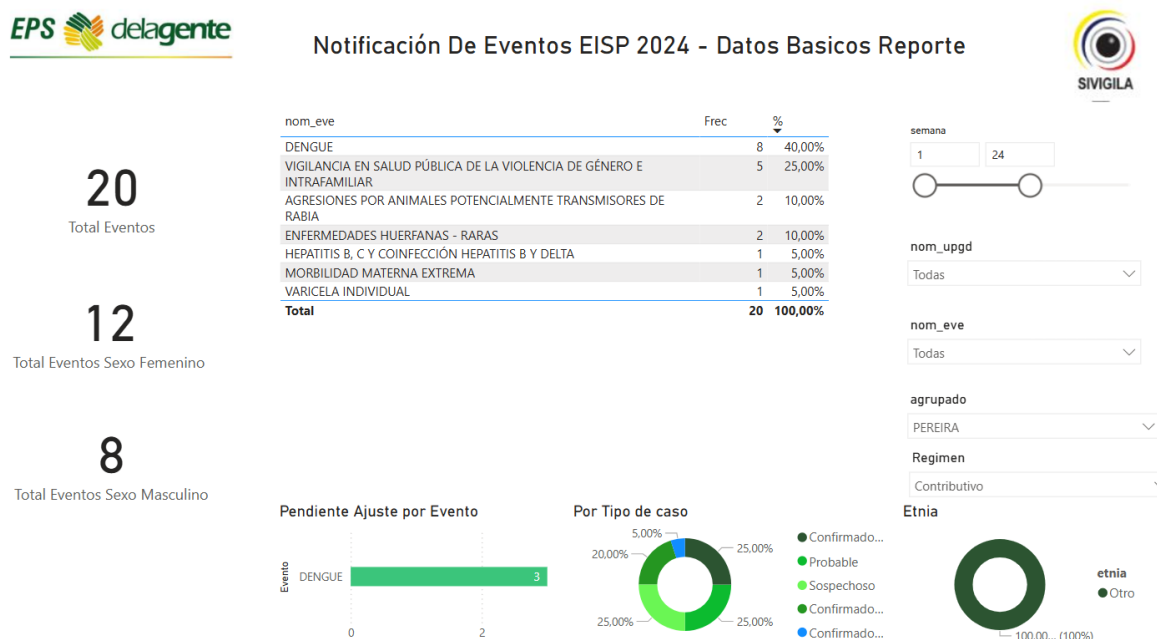 EPS delagente
Notificación De Eventos EISP 2024 - Datos Basicos Reporte
SIVIGILA
nom_eve Frec %
DENGUE 8 40,00%
VIGILANCIA EN SALUD PÚBLICA DE LA VIOLENCIA DE GÉNERO E 5 25,00%
INTRAFAMILIAR
AGRESIONES POR ANIMALES POTENCIALMENTE TRANSMISORES DE 2 10,00%
RABIA
ENFERMEDADES HUERFANAS - RARAS 2 10,00%
HEPATITIS B, C Y COINFECCIÓN HEPATITIS B Y DELTA 1 5,00%
MORBILIDAD MATERNA EXTREMA 1 5,00%
VARICELA INDIVIDUAL 1 5,00%
Total 20 100,00%
20
Total Eventos
12
Total Eventos Sexo Femenino
8
Total Eventos Sexo Masculino
semana
1 24
nom_upgd
Todas
nom_eve
Todas
agrupado
PEREIRA
Regimen
Contributivo
Pendiente Ajuste por Evento
Evento
DENGUE 3
0 2
Por Tipo de caso
5,00%
20,00%
25,00%
25,00%
25,00%
Confirmado...
Probable
Sospechoso
Confirmado...
Confirmado...
Etnia
etnia
Otro
100,00... (100%)